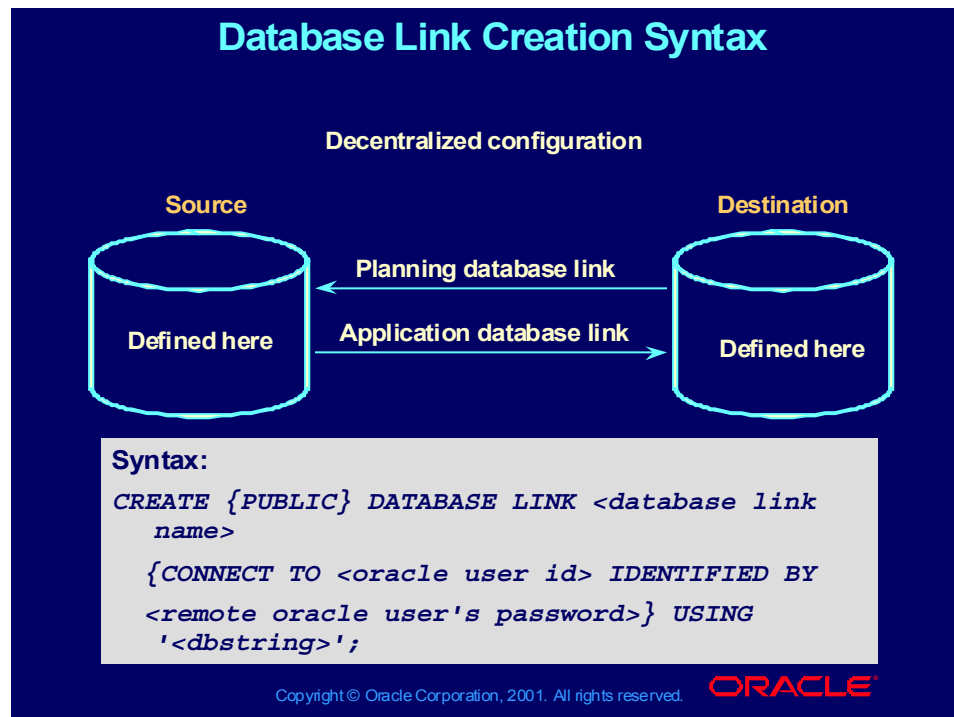 Database Link Creation Syntax
Decentralized configuration
Source
Destination
Planning database link
Application database link
Defined here
Defined here
Syntax:
CREATE {PUBLIC} DATABASE LINK <database link
name>
{CONNECT TO <oracle user id> IDENTIFIED BY
<remote oracle user's password>} USING
'<dbstring>';
Copyright © Oracle Corporation, 2001. All rights reserved.
ORACLE®